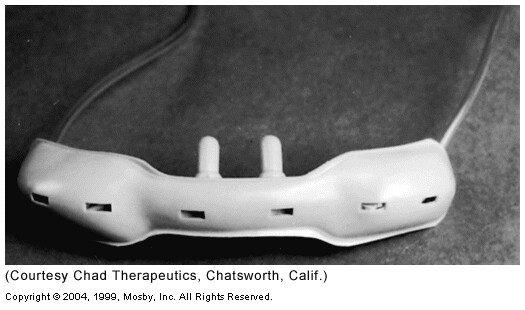 (Courtesy Chad Therapeutics, Chatsworth, Calif.)
Copyright © 2004, 1999, Mosby, Inc. All Rights Reserved.